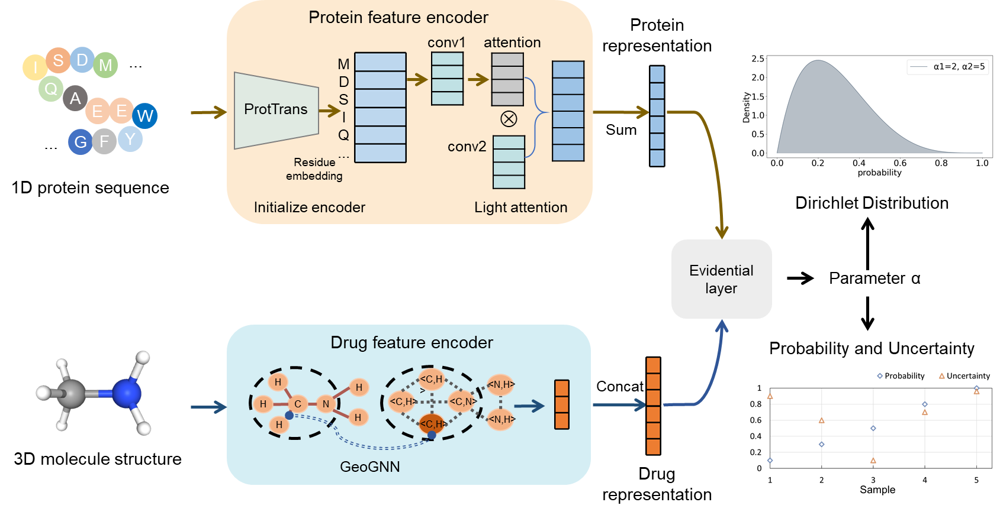 Protein feature encoder
I S D M ...
Q A E E W
... G F Y
1D protein sequence
ProtTrans
M
D
S
I
Q
...
Residue
embedding
Initialize encoder
conv1
attention
conv2
Light attention
Protein
representation
Sum
2.5
2.0
1.5
1.0
0.5
0.0
Density
α1=2, α2=5
0.0 0.2 0.4 0.6 0.8 1.0
probability
Dirichlet Distribution
Evidential
layer
Parameter α
Probability and Uncertainty
Probability Uncertainty
1
0.8
0.6
0.4
0.2
0
1 2 3 4 5
Sample
3D molecule structure
Drug feature encoder
H
H
H
C
N
H
H
<C,H
>
<C,H>
<C,N>
<C,H>
<N,H>
<N,H>
GeoGNN
Concat
Drug
representation